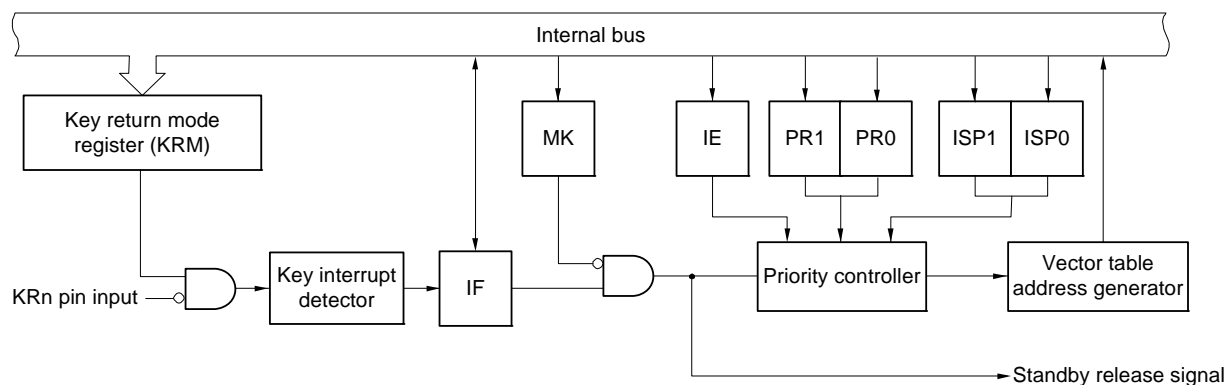 Internal bus
Key return mode
register (KRM)
MK
IE
PR1
PR0
ISP1
ISP0
Key interrupt
detector
IF
Priority controller
Vector table
address generator
KRn pin input
Standby release signal